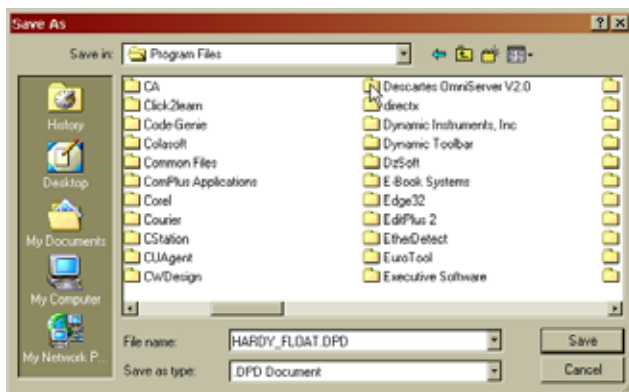 Save As
Save in: Program Files
History
Desktop
My Documents
My Computer
My Network P...
CA
Click2learn
Code-Genie
Colasoft
Common Files
ComPlus Applications
Corel
Courier
CStation
CUAgent
CWDesign
Descartes OmniServer V2.0
directx
Dynamic Instruments, Inc
Dynamic Toolbar
DzSoft
E-Book Systems
Edge32
EditPlus 2
EtherDetect
EuroTool
Executive Software
File name: HARDY_FLOAT.DPD Save
Save as type: .DPD Document Cancel